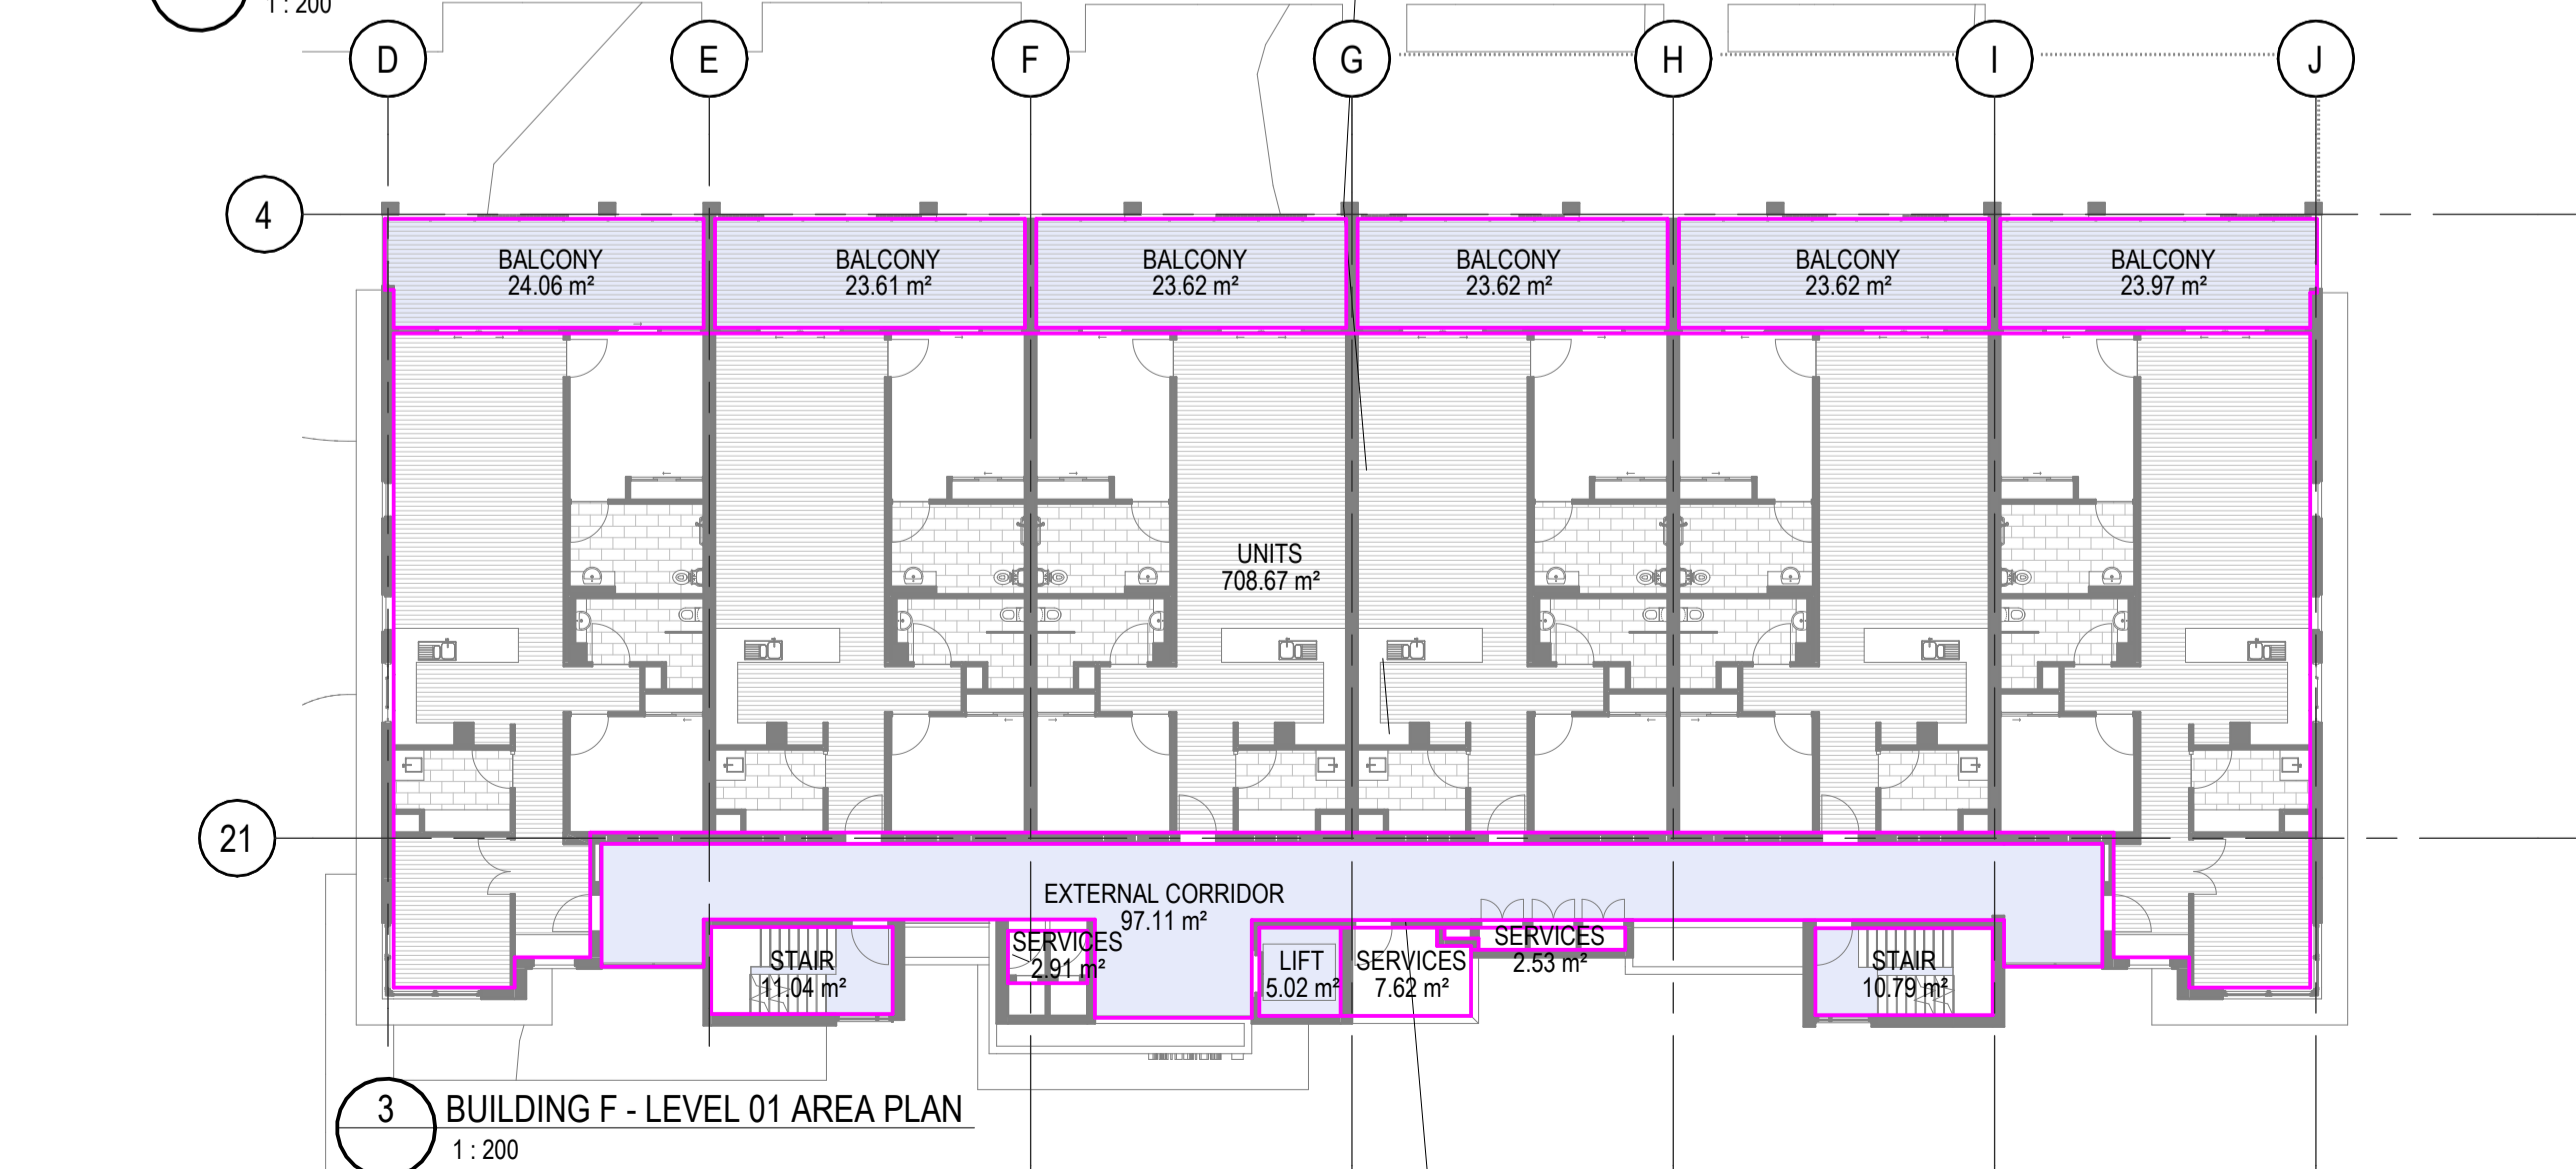 1 : 200
D
E
F
G
H
I
J
4
BALCONY
24.06 m²
BALCONY
23.61 m²
BALCONY
23.62 m²
BALCONY
23.62 m²
BALCONY
23.62 m²
BALCONY
23.97 m²
UNITS
708.67 m²
21
EXTERNAL CORRIDOR
97.11 m²
STAIR
11.04 m²
SERVICES
2.91 m²
LIFT
5.02 m²
SERVICES
7.62 m²
SERVICES
2.53 m²
STAIR
10.79 m²
3
BUILDING F - LEVEL 01 AREA PLAN
1 : 200